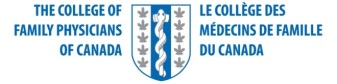 THE COLLEGE OF
FAMILY PHYSICIANS
OF CANADA
LE COLLÈGE DES
MÉDECINS DE FAMILLE
DU CANADA